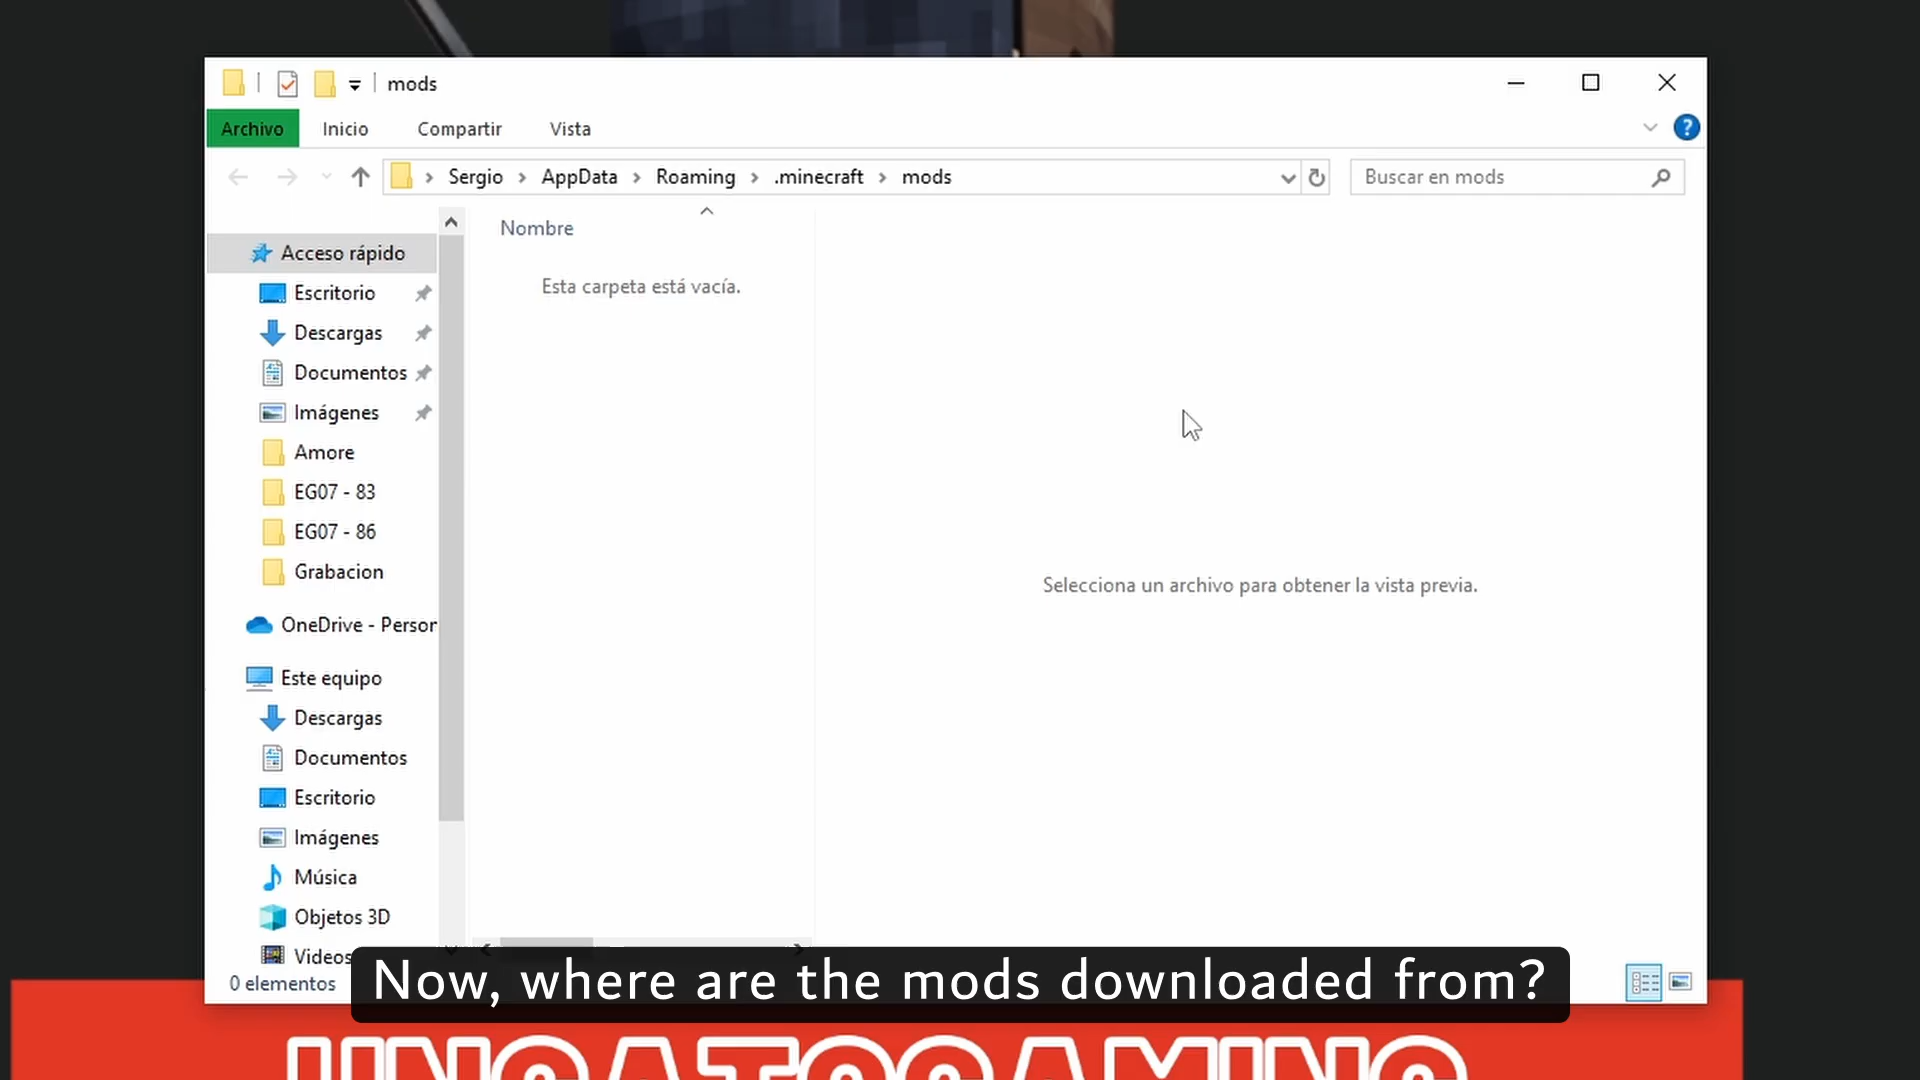 mods
Archivo Inicio Compartir Vista
Sergio AppData Roaming .minecraft mods
Buscar en mods
Nombre
Esta carpeta está vacía.
Acceso rápido
Escritorio
Descargas
Documentos
Imágenes
Amore
EG07 - 83
EG07 - 86
Grabacion
OneDrive - Person
Este equipo
Descargas
Documentos
Escritorio
Imágenes
Música
Objetos 3D
Videos
Selecciona un archivo para obtener la vista previa.
0 elementos
Now, where are the mods downloaded from?
UNGATOGAMING